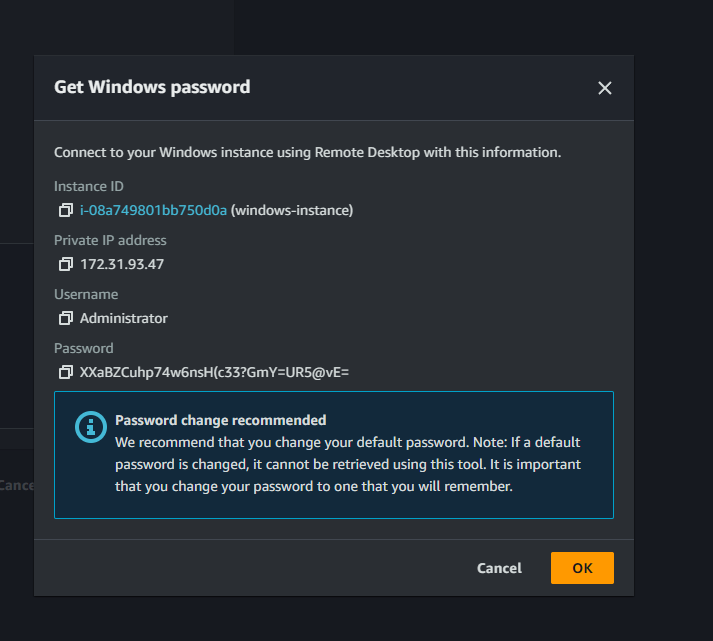 Get Windows password
Connect to your Windows instance using Remote Desktop with this information.
Instance ID
i-08a749801bb750d0a (windows-instance)
Private IP address
172.31.93.47
Username
Administrator
Password
XXaBZCuhp74w6nsH(c33?GmY=UR5@vE=
Password change recommended
We recommend that you change your default password. Note: If a default
password is changed, it cannot be retrieved using this tool. It is important
that you change your password to one that you will remember.
Cance
Cancel
OK